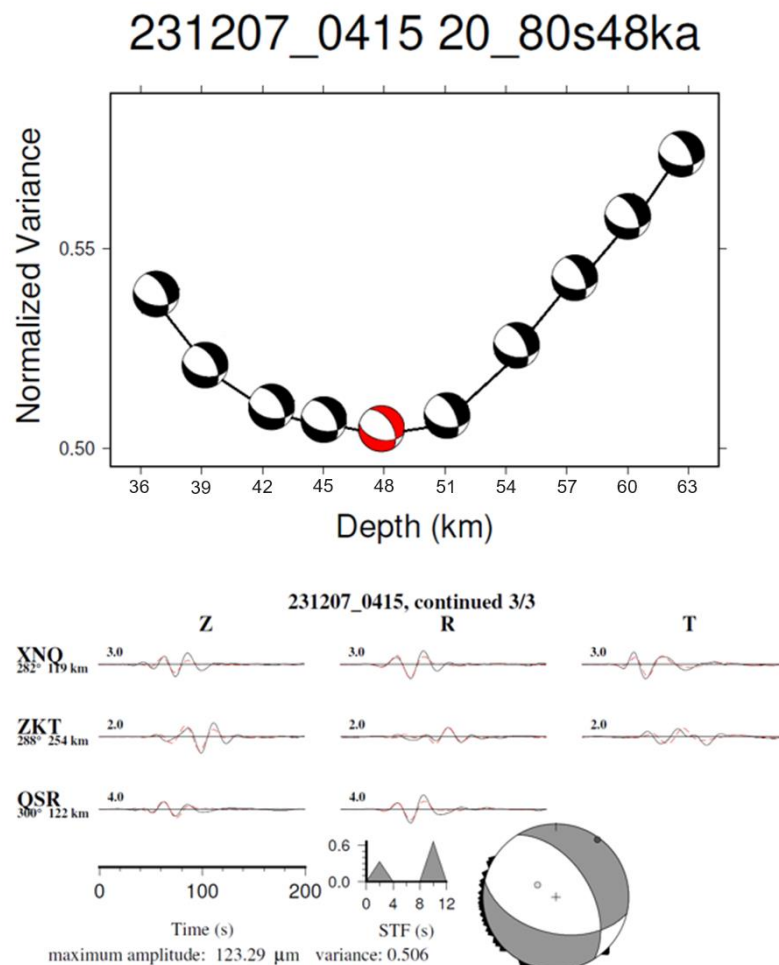 231207_0415 20_80s48ka
Normalized Variance
0.55
0.50
36 39 42 45 48 51 54 57 60 63
Depth (km)
231207_0415, continued 3/3
Z R T
XNQ 3.0 3.0 3.0
282° 119 km
ZKT 2.0 2.0 2.0
288° 254 km
QSR 4.0 4.0
300° 122 km
0.6
0.0
0 100 200 0 4 8 12
Time (s) STF (s)
maximum amplitude: 123.29 μm variance: 0.506